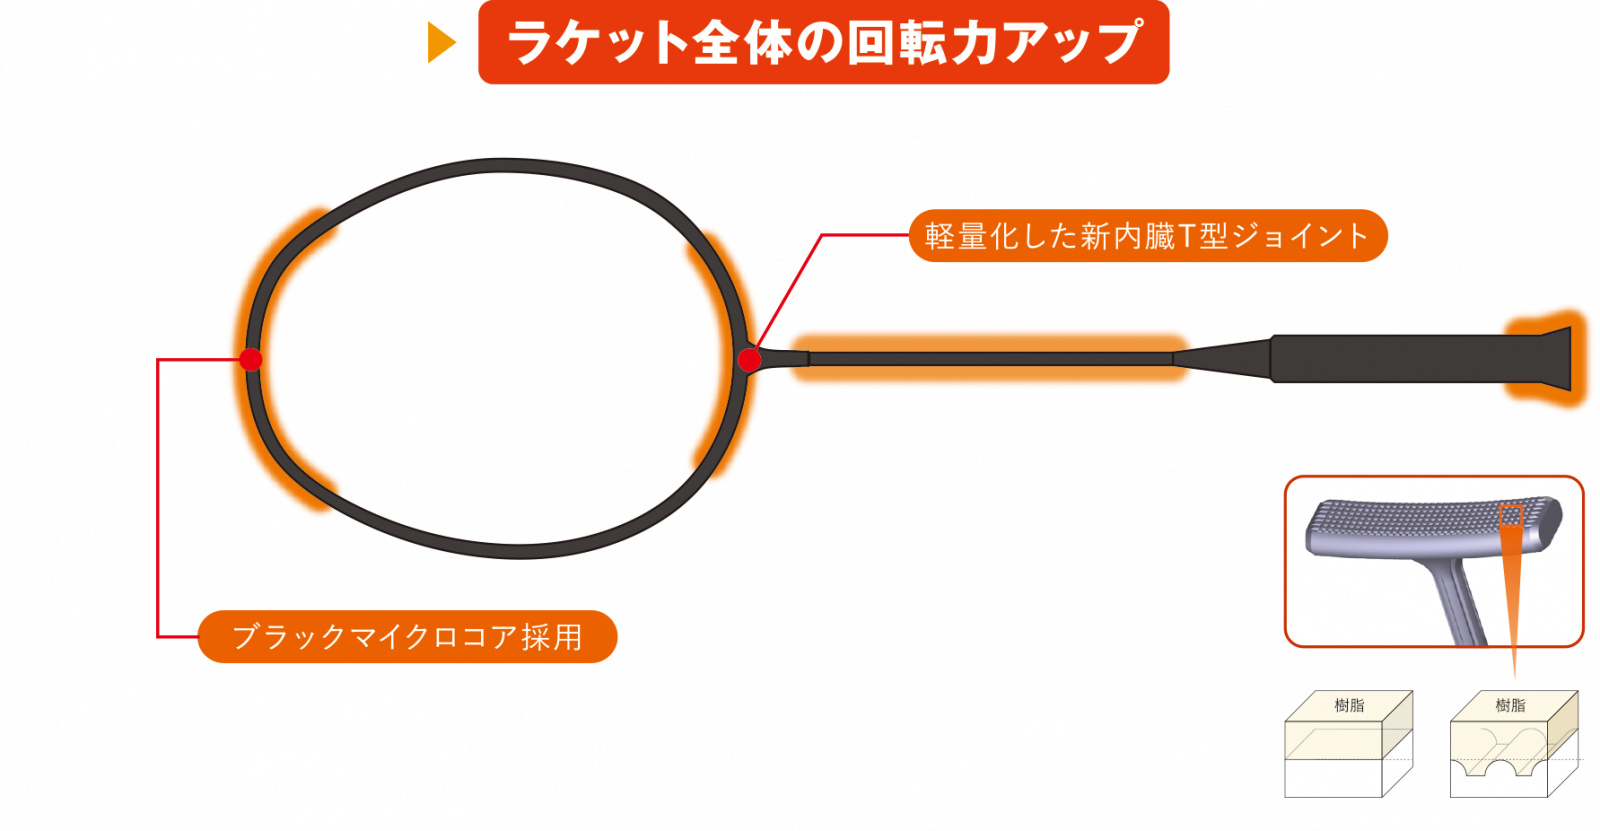 ラケット全体の回転力アップ
軽量化した新内臓T型ジョイント
ブラックマイクロコア採用
樹脂
樹脂